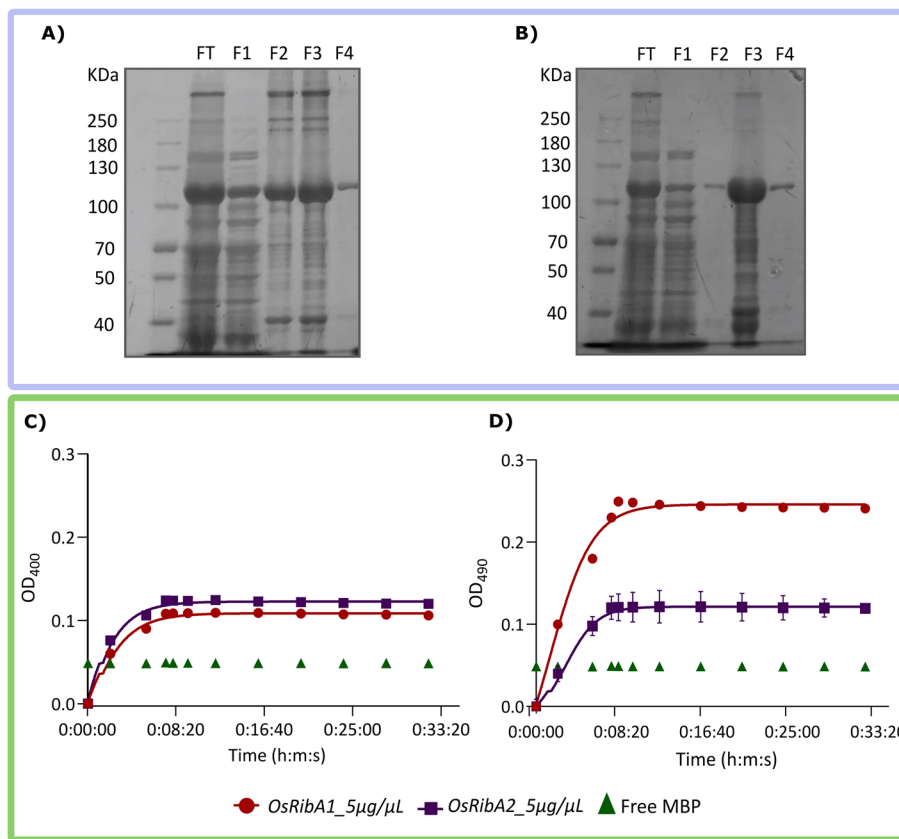 A)
FT F1 F2 F3 F4
KDa
250
180
130
100
70
50
40
B)
FT F1 F2 F3 F4
KDa
250
180
130
100
70
50
40
C)
0.3
0.2
0.1
0.0
OD400
0:00:00 0:08:20 0:16:40 0:25:00 0:33:20
Time (h:m:s)
D)
0.3
0.2
0.1
0.0
OD490
0:00:00 0:08:20 0:16:40 0:25:00 0:33:20
Time (h:m:s)
OsRibA1_5μg/μL OsRibA2_5μg/μL Free MBP